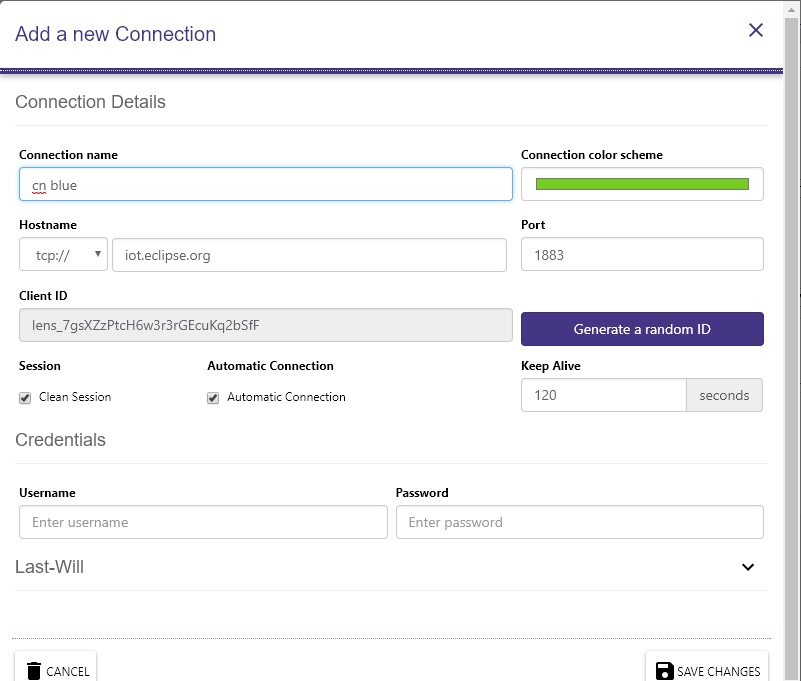 Add a new Connection
Connection Details
Connection name
Connection color scheme
cn blue
Hostname
Port
tcp://
iot.eclipse.org
1883
Client ID
lens_7gsXZzPtcH6w3r3rGEcuKq2bSfF
Generate a random ID
Session
Automatic Connection
Keep Alive
Clean Session
Automatic Connection
120
seconds
Credentials
Username
Password
Enter username
Enter password
Last-Will
CANCEL
SAVE CHANGES